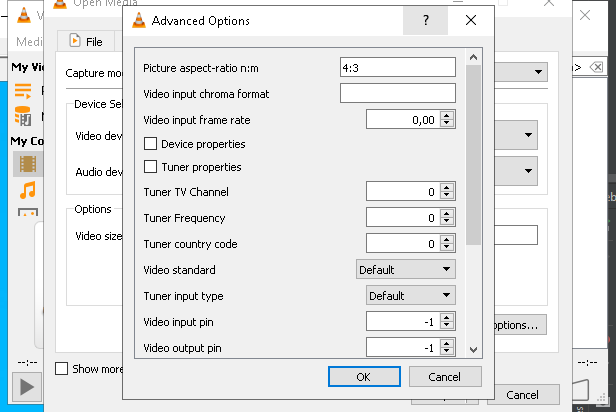 Open Media
Advanced Options
?
File
Media
My Vi
My Co
Capture mo
Device Sel
Video dev
Audio dev
Options
Video size
Picture aspect-ratio n:m
4:3
Video input chroma format
Video input frame rate
0,00
Device properties
Tuner properties
Tuner TV Channel
0
Tuner Frequency
0
Tuner country code
0
Video standard
Default
Tuner input type
Default
Video input pin
-1
Video output pin
-1
options...
Show more
--:--
--:--
OK
Cancel
Cancel